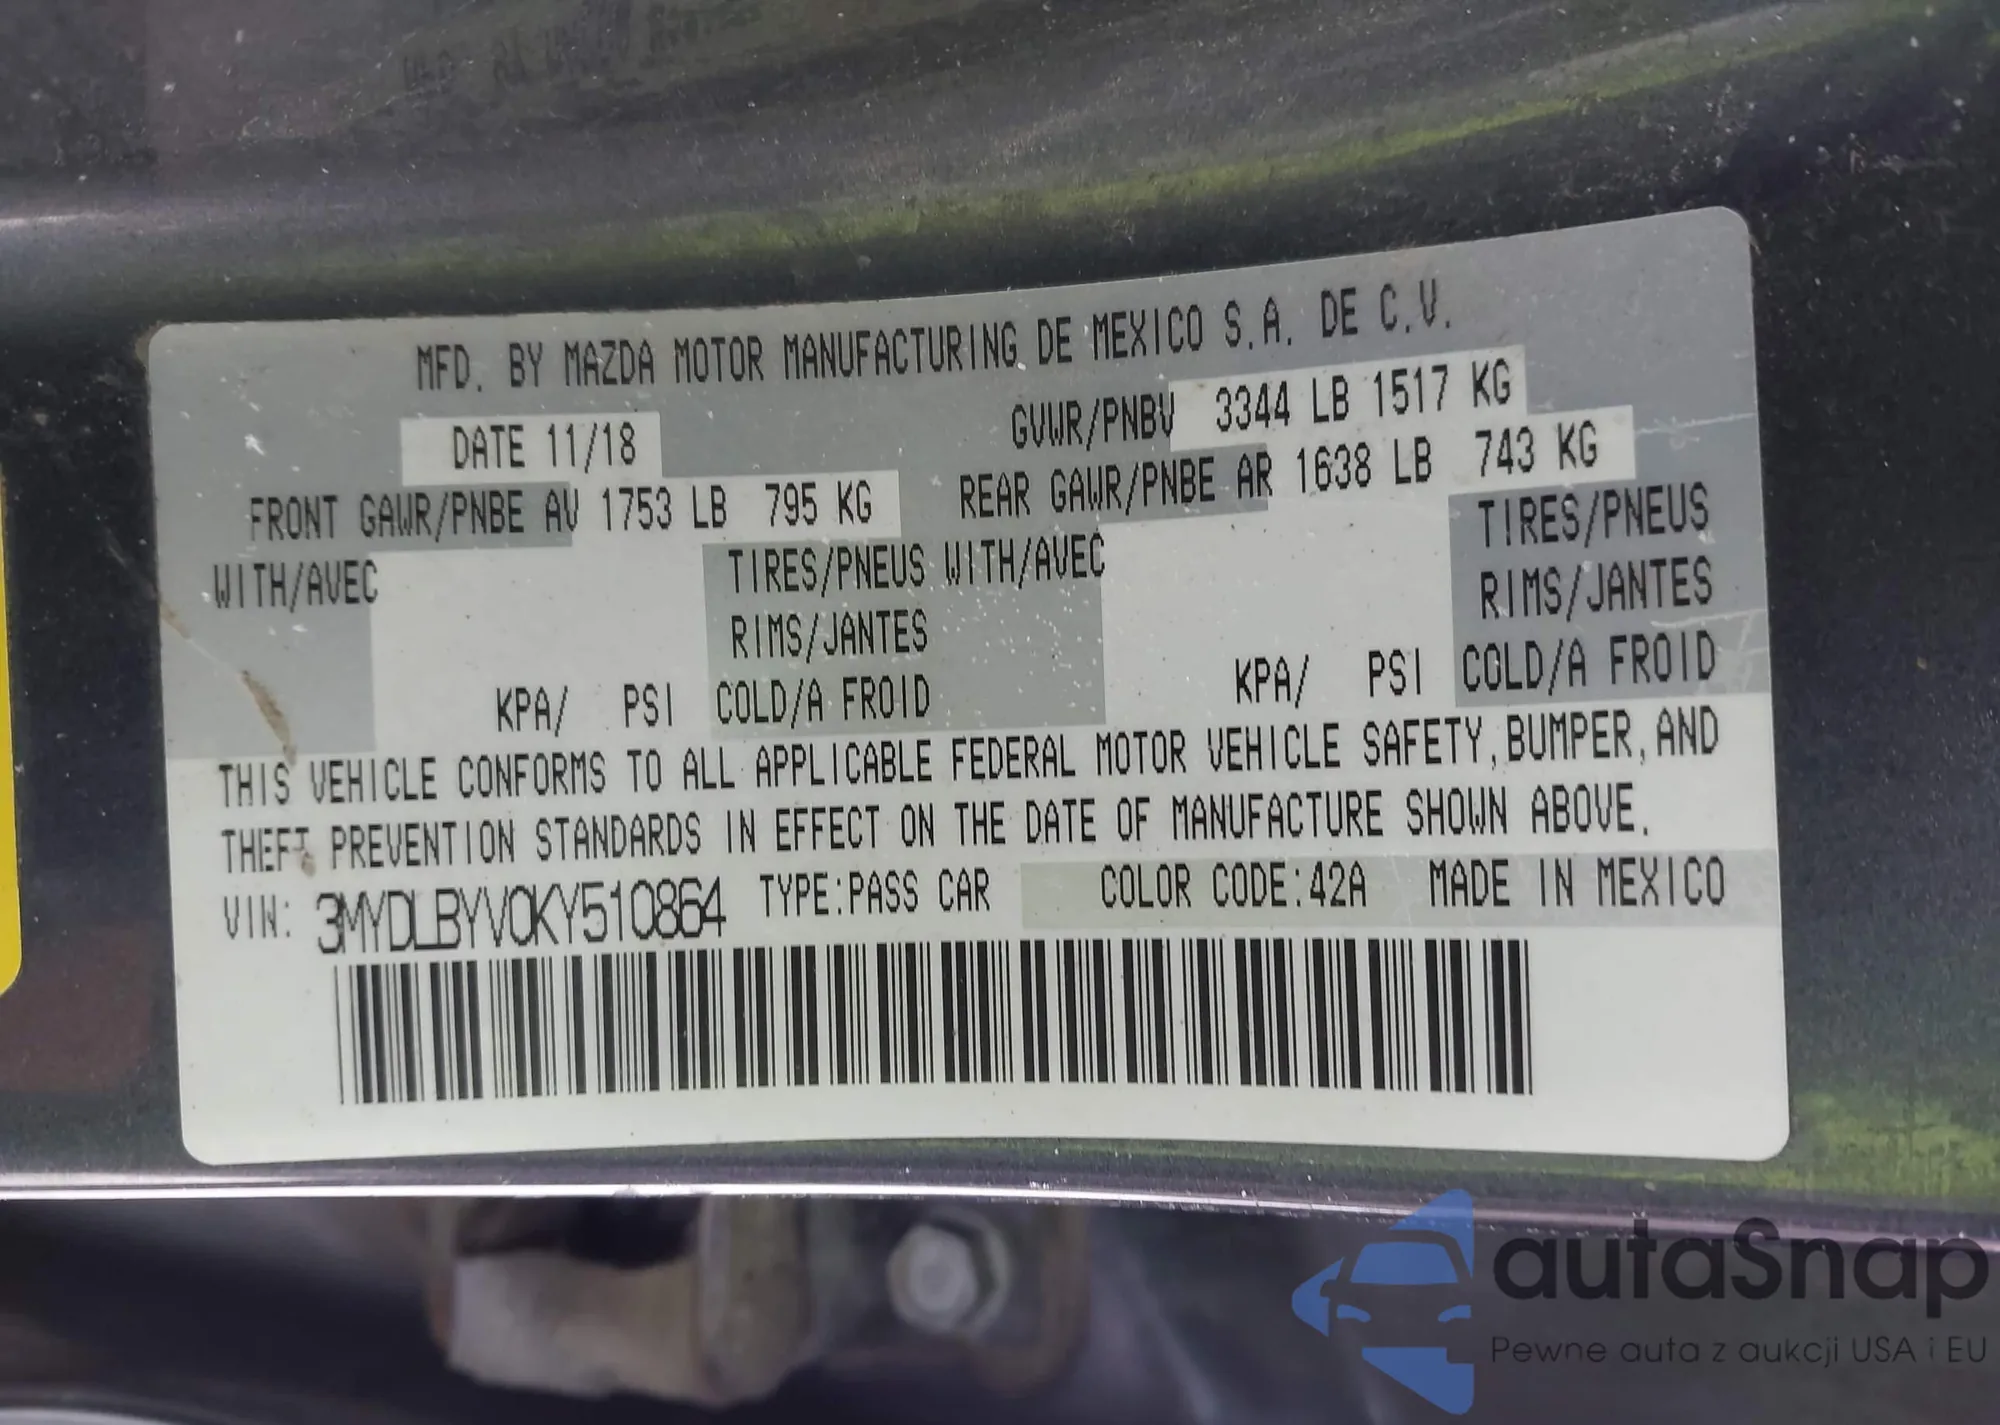 MFD. BY MAZDA MOTOR MANUFACTURING DE MEXICO S.A. DE C.V.
DATE 11/18 GVWR/PNBV 3344 LB 1517 KG
FRONT GAWR/PNBE AV 1753 LB 795 KG REAR GAWR/PNBE AR 1638 LB 743 KG
WITH/AVEC TIRES/PNEUS WITH/AVEC TIRES/PNEUS
RIMS/JANTES RIMS/JANTES
KPA/ PSI COLD/A FROID KPA/ PSI COLD/A FROID
THIS VEHICLE CONFORMS TO ALL APPLICABLE FEDERAL MOTOR VEHICLE SAFETY, BUMPER, AND
THEFT PREVENTION STANDARDS IN EFFECT ON THE DATE OF MANUFACTURE SHOWN ABOVE.
VIN: 3MYDLBYV0KY510864 TYPE:PASS CAR COLOR CODE:42A MADE IN MEXICO
autaSnap
Pewne auta z aukcji USA i EU